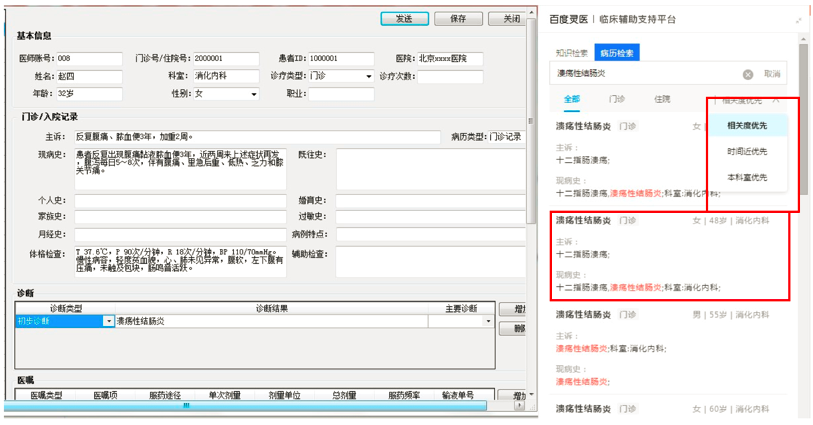 发送 保存 关闭
基本信息
医师账号: 008 门诊号/住院号: 2000001 患者ID: 1000001 医院: 北京xxxx医院
姓名: 赵四 科室: 消化内科 诊疗类型: 门诊 诊疗次数:
年龄: 32岁 性别: 女 职业:
门诊/入院记录
主诉: 反复腹痛、脓血便3年,加重2周。 病历类型: 门诊记录
现病史: 患者反复出现腹痛黏液脓血便3年,近两周来上述症状再发
,腹泻每日5~8次,伴有腹痛、里急后重、低热、乏力和膝
关节痛。
既往史:
个人史: 婚育史:
家族史: 过敏史:
月经史: 病例特点:
体格检查: T 37.6℃,P 90次/分钟,R 18次/分钟,BP 110/70mmHg。
慢性病容,轻度贫血貌,心、肺未见异常,腹软,左下腹有
压痛,未触及包块,肠鸣音活跃。
辅助检查:
诊断
诊断类型 诊断结果 主要诊断 增加
初步诊断 溃疡性结肠炎
删除
医嘱
医嘱类型 医嘱项 服药途径 单次剂量 剂量单位 总剂量 服药频率 输液单号 增加
百度灵医 | 临床辅助支持平台
知识检索 病历检索
溃疡性结肠炎 取消
全部 门诊 住院 相关度优先
相关度优先
时间近优先
本科室优先
溃疡性结肠炎 门诊 女 |
主诉:
十二指肠溃疡;
现病史:
十二指肠溃疡,溃疡性结肠炎;科室:消化内科;
溃疡性结肠炎 门诊 女 | 48岁 | 消化内科
主诉:
十二指肠溃疡;
现病史:
十二指肠溃疡,溃疡性结肠炎;科室:消化内科;
溃疡性结肠炎 门诊 男 | 55岁 | 消化内科
主诉:
溃疡性结肠炎;科室:消化内科;
现病史:
溃疡性结肠炎;
溃疡性结肠炎 门诊 女 | 60岁 | 消化内科